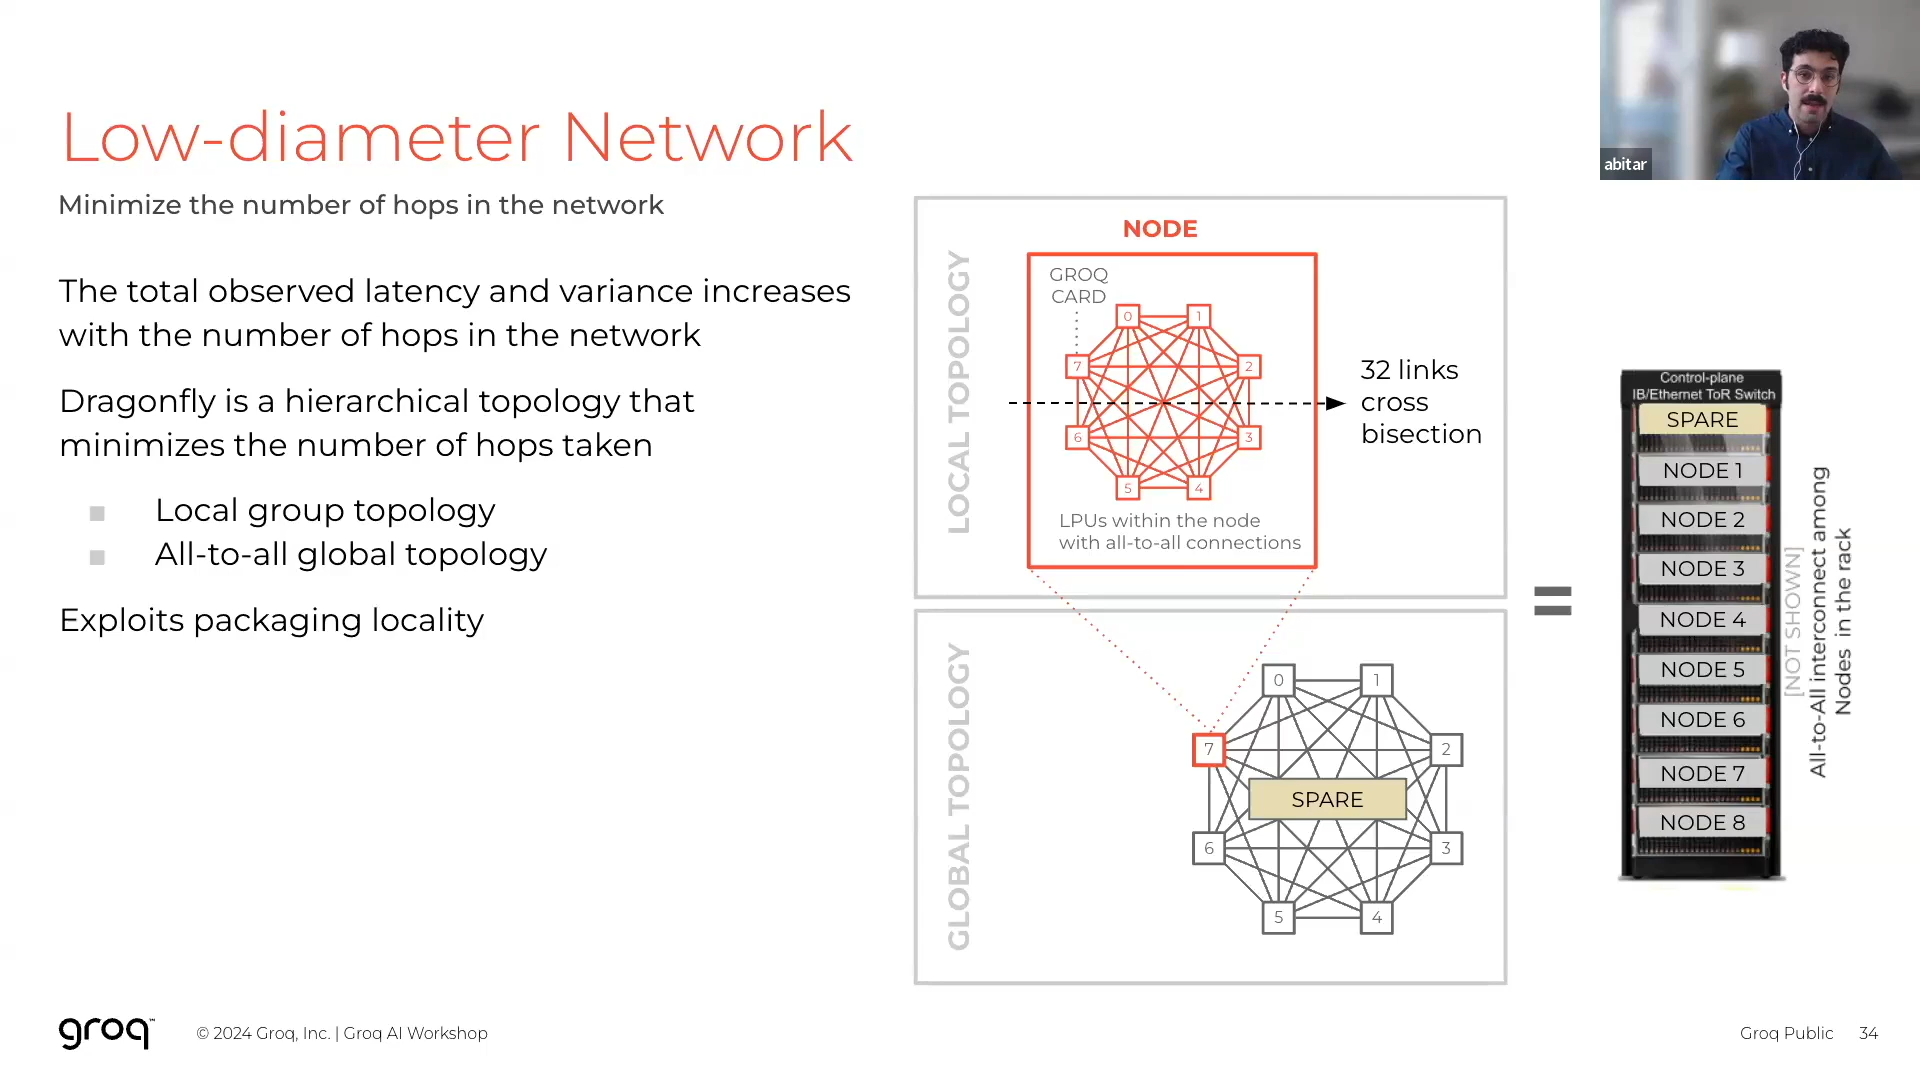 abitar
Low-diameter Network
Minimize the number of hops in the network
The total observed latency and variance increases
with the number of hops in the network
Dragonfly is a hierarchical topology that
minimizes the number of hops taken
Local group topology
All-to-all global topology
Exploits packaging locality
LOCAL TOPOLOGY
NODE
GROQ
CARD
0
1
7
2
6
3
5
4
LPUs within the node
with all-to-all connections
32 links
cross
bisection
GLOBAL TOPOLOGY
0
1
7
2
SPARE
6
3
5
4
=
Control-plane
IB/Ethernet ToR Switch
SPARE
NODE 1
NODE 2
NODE 3
NODE 4
NODE 5
NODE 6
NODE 7
NODE 8
[NOT SHOWN]
All-to-All interconnect among
Nodes in the rack
groq™
© 2024 Groq, Inc. | Groq AI Workshop
Groq Public 34